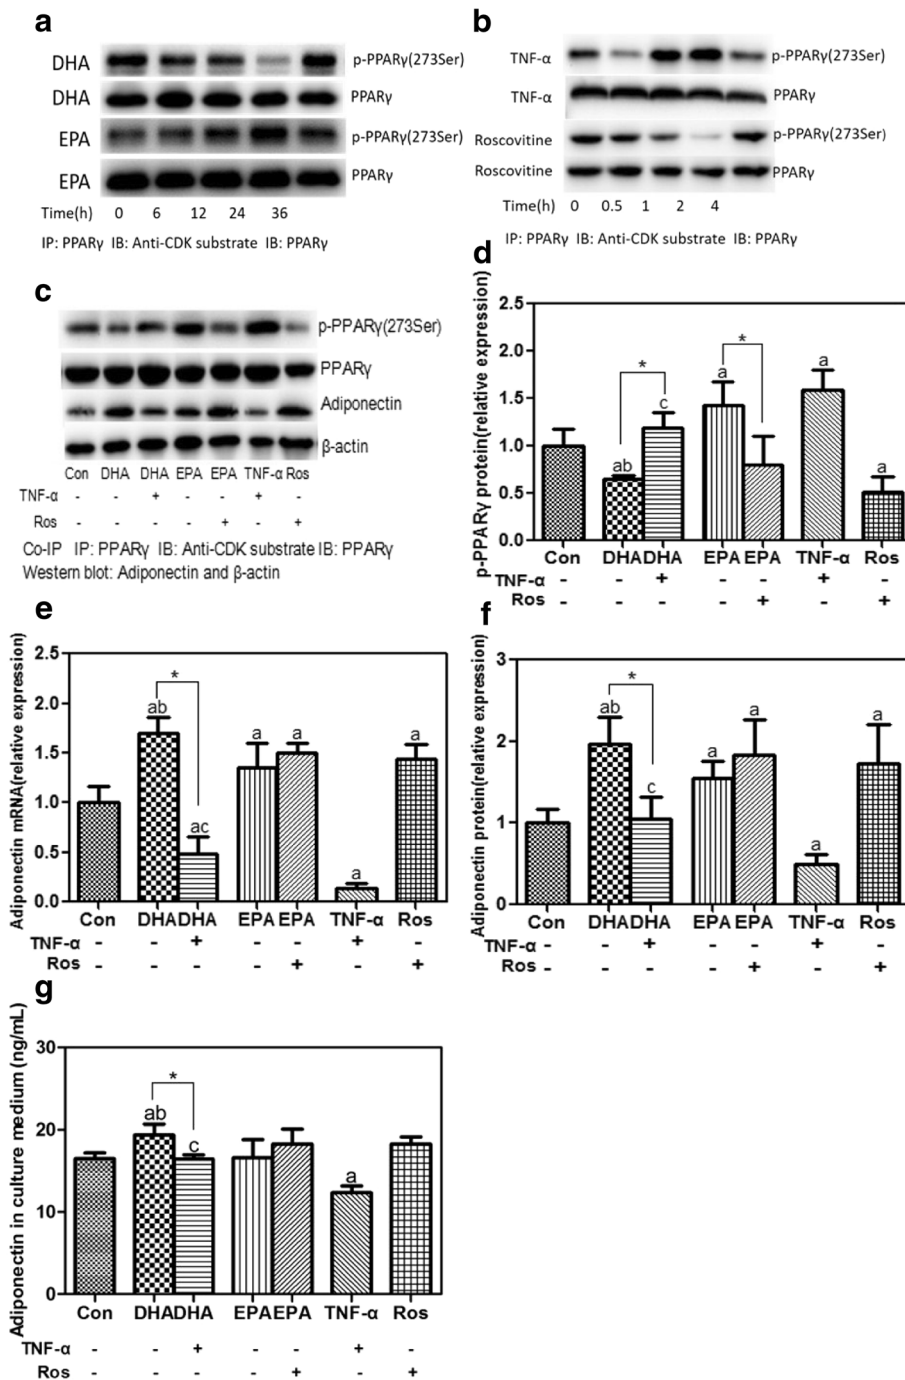 a
DHA p-PPARγ(273Ser)
DHA PPARγ
EPA p-PPARγ(273Ser)
EPA PPARγ
Time(h) 0 6 12 24 36
IP: PPARγ IB: Anti-CDK substrate IB: PPARγ
b
TNF-α p-PPARγ(273Ser)
TNF-α PPARγ
Roscovitine p-PPARγ(273Ser)
Roscovitine PPARγ
Time(h) 0 0.5 1 2 4
IP: PPARγ IB: Anti-CDK substrate IB: PPARγ
c
p-PPARγ(273Ser)
PPARγ
Adiponectin
β-actin
Con DHA DHA EPA EPA TNF-α Ros
TNF-α - - + - - + -
Ros - - - - + - +
Co-IP IP: PPARγ IB: Anti-CDK substrate IB: PPARγ
Western blot: Adiponectin and β-actin
d
p-PPARγ protein(relative expression)
2.5
2.0
1.5
1.0
0.5
0.0
* *
ab c a a a
Con DHA DHA EPA EPA TNF-α Ros
TNF-α - - + - - + -
Ros - - - - + - +
e
Adiponectin mRNA(relative expression)
2.5
2.0
1.5
1.0
0.5
0.0
*
ab ac a a a a
Con DHA DHA EPA EPA TNF-α Ros
TNF-α - - + - - + -
Ros - - - - + - +
f
Adiponectin protein(relative expression)
3
2
1
0
*
ab c a a a a
Con DHA DHA EPA EPA TNF-α Ros
TNF-α - - + - - + -
Ros - - - - + - +
g
Adiponectin in culture medium (ng/mL)
30
20
10
0
*
ab c a
Con DHA DHA EPA EPA TNF-α Ros
TNF-α - - + - - + -
Ros - - - - + - +